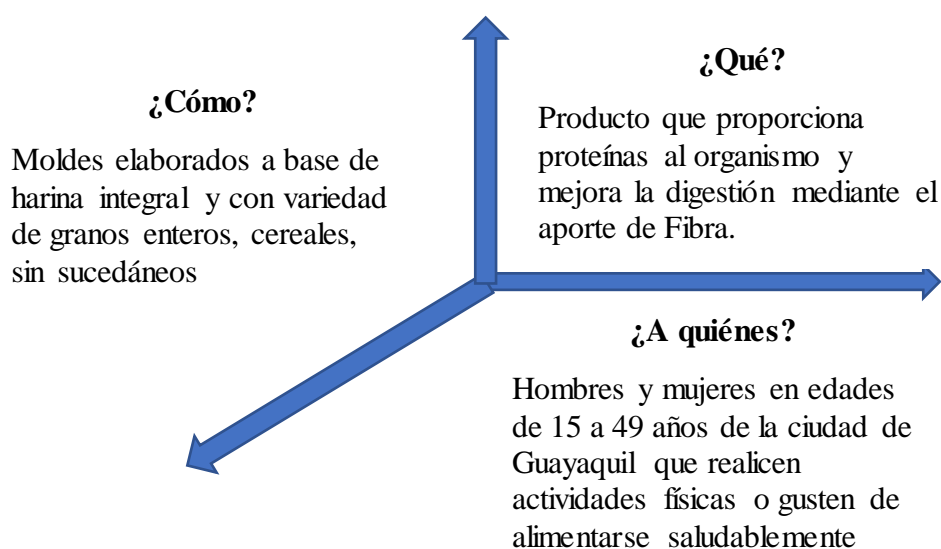 ¿Cómo?
Moldes elaborados a base de
harina integral y con variedad
de granos enteros, cereales,
sin sucedáneos
¿Qué?
Producto que proporciona
proteínas al organismo y
mejora la digestión mediante el
aporte de Fibra.
¿A quiénes?
Hombres y mujeres en edades
de 15 a 49 años de la ciudad de
Guayaquil que realicen
actividades físicas o gusten de
alimentarse saludablemente